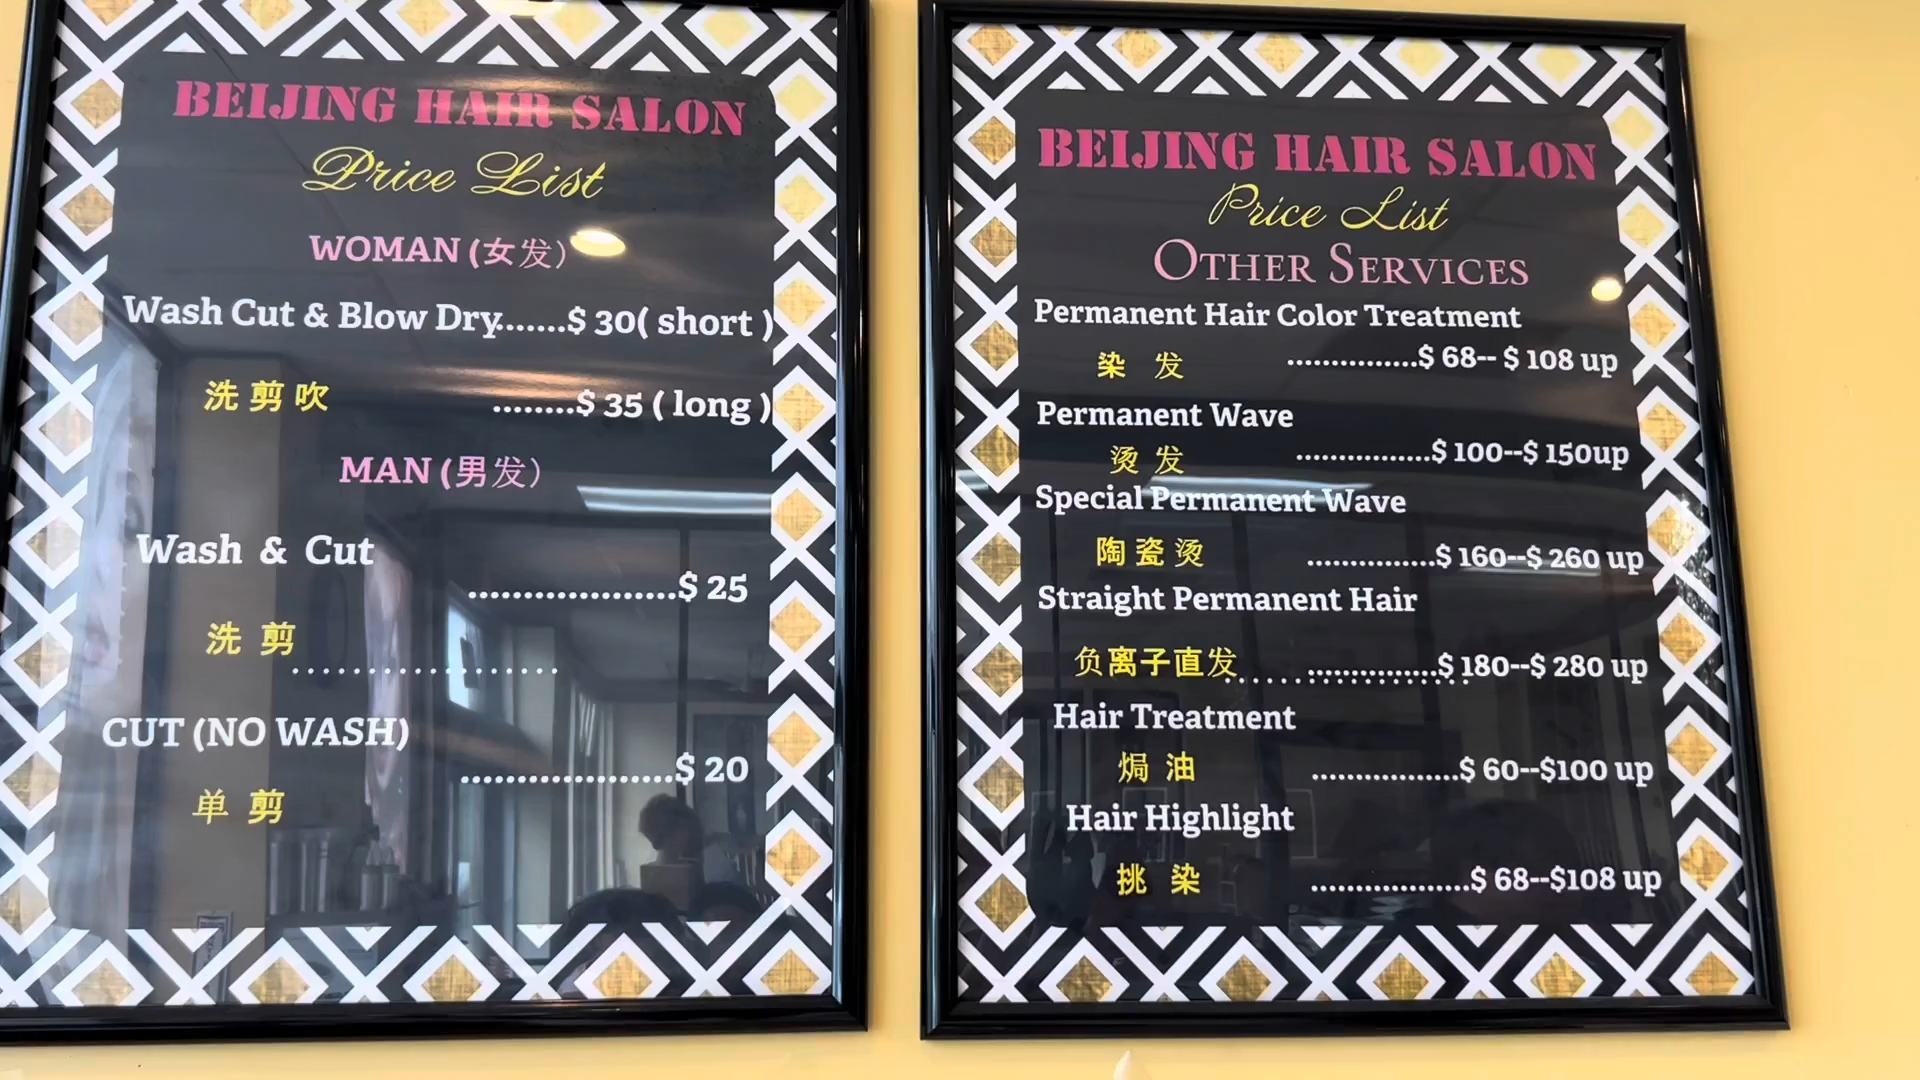 BEIJING HAIR SALON
Price List
WOMAN (女发)
Wash Cut & Blow Dry.......$ 30( short )
洗 剪 吹 ........$ 35 ( long )
MAN (男发)
Wash & Cut
...................$ 25
洗 剪
..................
CUT (NO WASH)
...................$ 20
单 剪
BEIJING HAIR SALON
Price List
OTHER SERVICES
Permanent Hair Color Treatment
染 发 ...............$ 68-- $ 108 up
Permanent Wave
烫 发 ...............$ 100--$ 150up
Special Permanent Wave
陶 瓷 烫 ...............$ 160--$ 260 up
Straight Permanent Hair
负离子直发 ...............$ 180--$ 280 up
Hair Treatment
焗 油 .................$ 60--$100 up
Hair Highlight
挑 染 ..................$ 68--$108 up